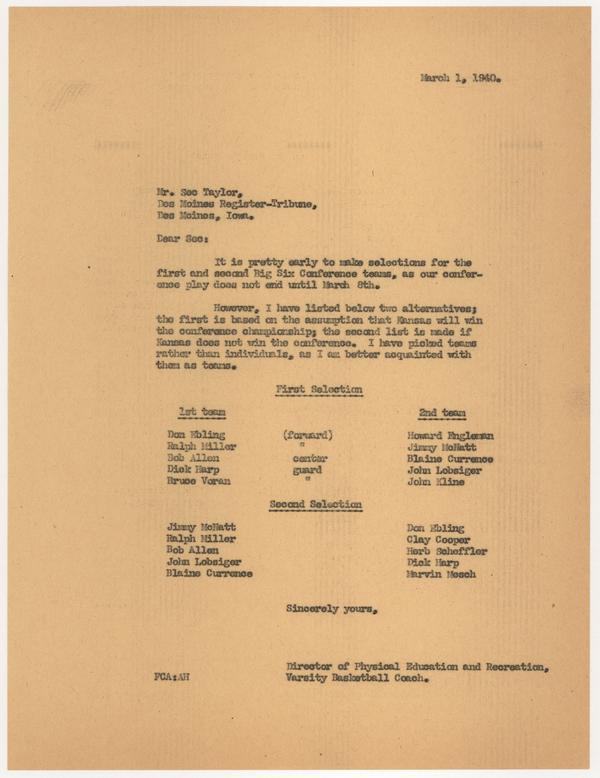 March 1, 1940.
Mr. Sec Taylor,
Des Moines Register-Tribune,
Des Moines, Iowa.
Dear Sec:
It is pretty early to make selections for the
first and second Big Six Conference teams, as our confer-
ence play does not end until March 8th.
However, I have listed below two alternatives;
the first is based on the assumption that Kansas will win
the conference championship; the second list is made if
Kansas does not win the conference. I have picked teams
rather than individuals, as I am better acquainted with
them as teams.
First Selection
1st team 2nd team
Don Ebling (forward) Howard Engleman
Ralph Miller " Jimmy McNatt
Bob Allen center Blaine Currence
Dick Harp guard John Lobsiger
Bruce Voran " John Kline
Second Selection
Jimmy McNatt Don Ebling
Ralph Miller Clay Cooper
Bob Allen Herb Scheffler
John Lobsiger Dick Harp
Blaine Currence Marvin Mesch
Sincerely yours,
Director of Physical Education and Recreation,
FCA:AH Varsity Basketball Coach.